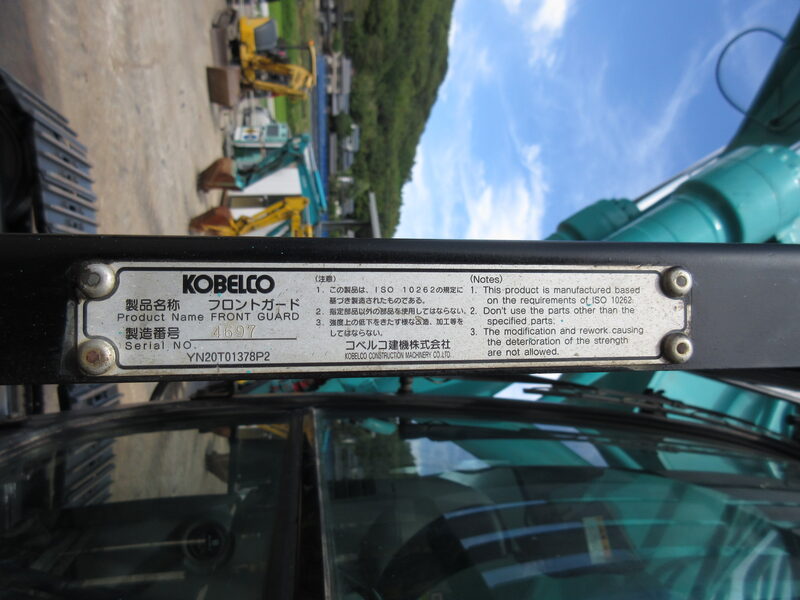 KOBELCO
製品名称 フロントガード
Product Name FRONT GUARD
製造番号 4697
Serial NO.
YN20T01378P2
(注意)
1. この製品は、ISO 10262の規定に
基づき製造されたものである。
2. 指定部品以外の部品を使用してはならない。
3. 強度上の低下をきたす様な改造、加工等を
してはならない。
コベルコ建機株式会社
KOBELCO CONSTRUCTION MACHINERY CO.,LTD.
(Notes)
1. This product is manufactured based
on the requirements of ISO 10262.
2. Don't use the parts other than the
specified parts.
3. The modification and rework causing
the deterioration of the strength
are not allowed.